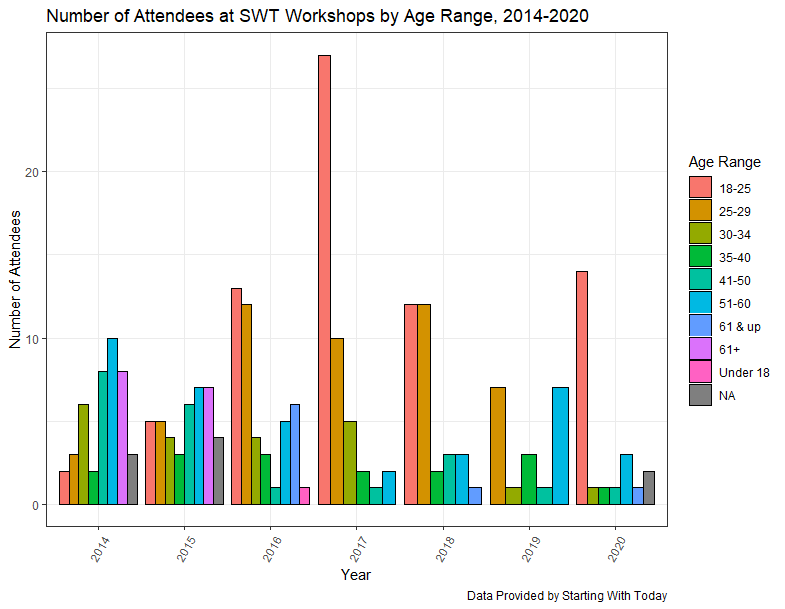 Number of Attendees at SWT Workshops by Age Range, 2014-2020
Number of Attendees
20
10
0
2014
2015
2016
2017
2018
2019
2020
Year
Age Range
18-25
25-29
30-34
35-40
41-50
51-60
61 & up
61+
Under 18
NA
Data Provided by Starting With Today